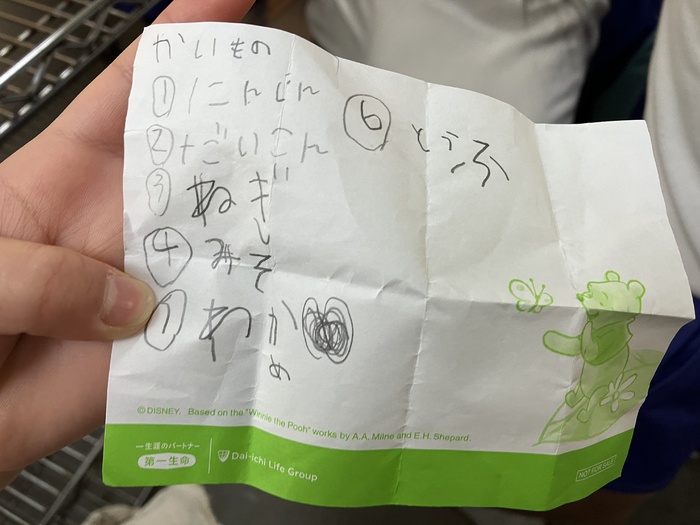 かいもの
① にんじん
② だいこん
③ ねぎ
④ みそ
⑦ わかめ
⑥ とうふ
© DISNEY. Based on the "Winnie the Pooh" works by A.A. Milne and E.H. Shepard.
一生涯のパートナー
第一生命
Dai-ichi Life Group
NOT FOR SALE